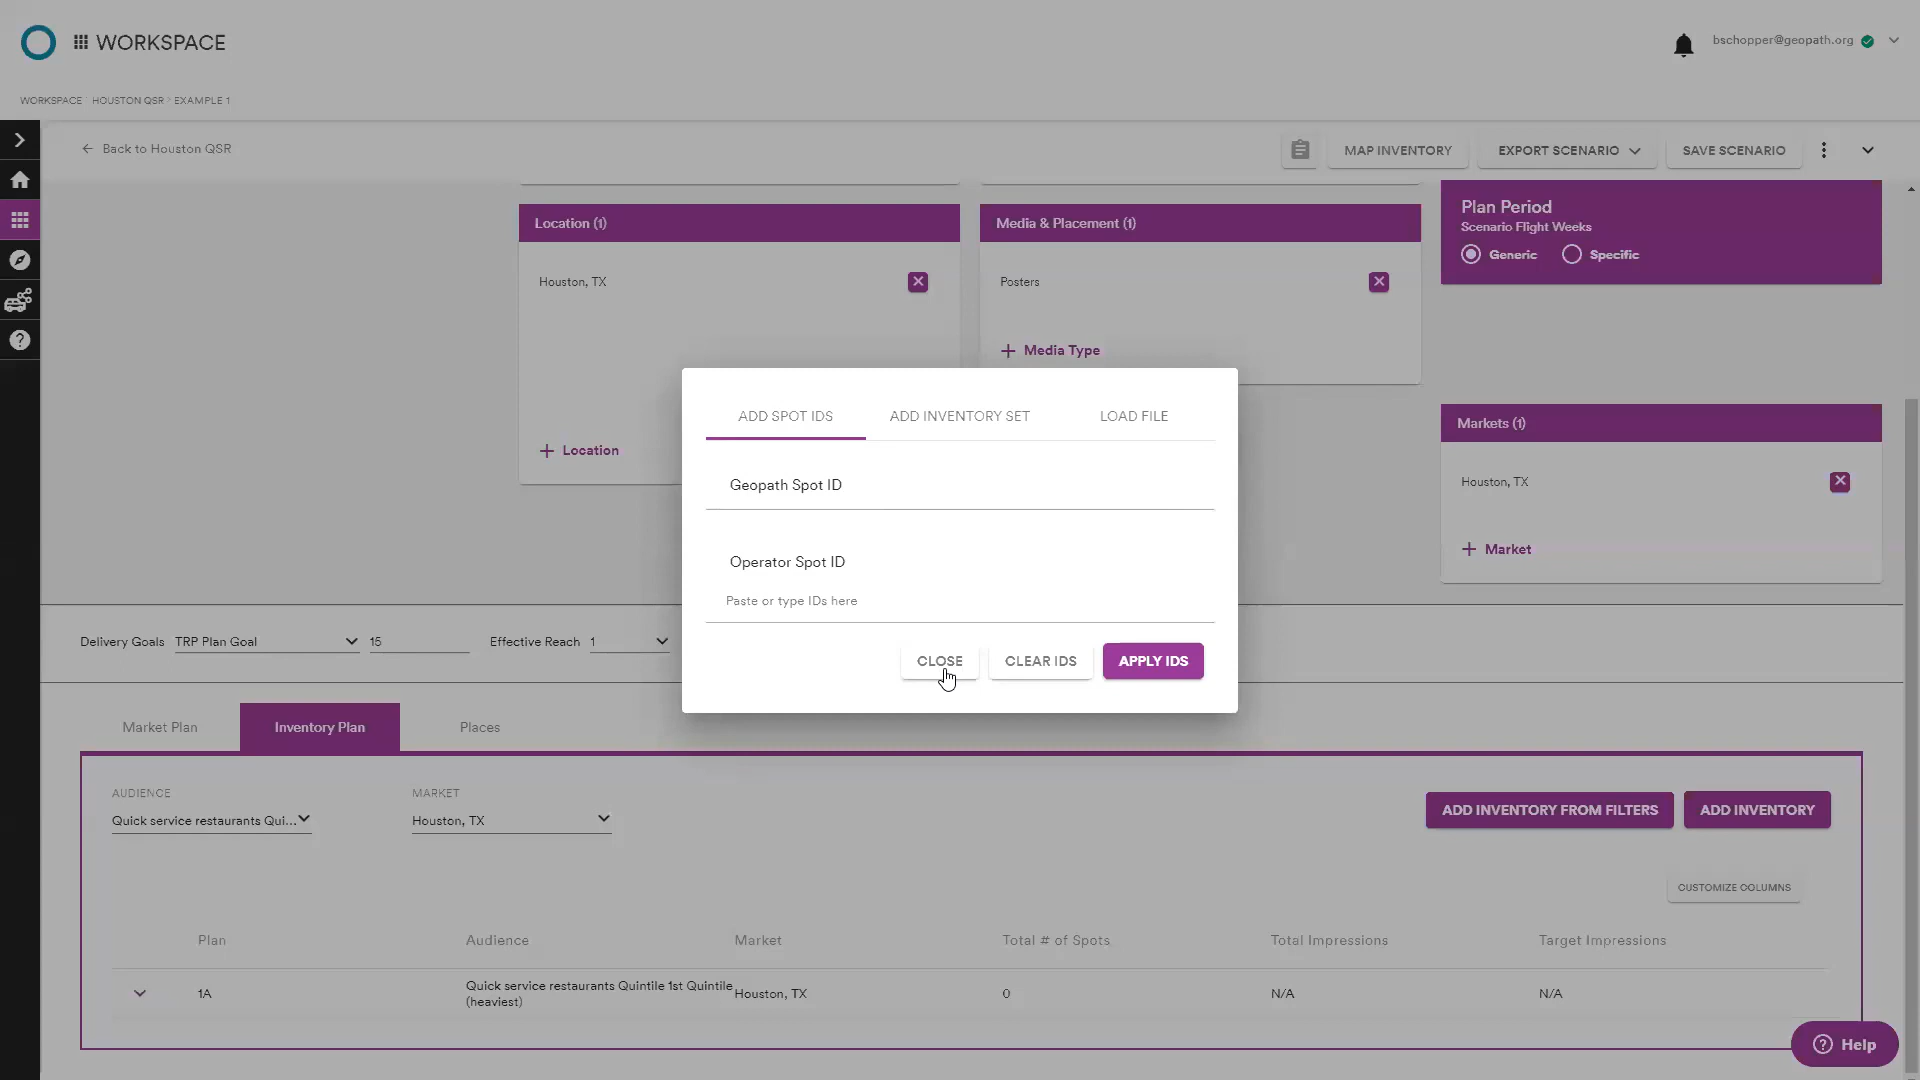 WORKSPACE
bschopper@geopath.org
WORKSPACE HOUSTON QSR EXAMPLE 1
Back to Houston QSR
MAP INVENTORY
EXPORT SCENARIO
SAVE SCENARIO
Location (1)
Houston, TX
+ Location
Media & Placement (1)
Posters
+ Media Type
Plan Period
Scenario Flight Weeks
Generic
Specific
Markets (1)
Houston, TX
+ Market
ADD SPOT IDS
ADD INVENTORY SET
LOAD FILE
Geopath Spot ID
Operator Spot ID
Paste or type IDs here
CLOSE
CLEAR IDS
APPLY IDS
Delivery Goals TRP Plan Goal 15 Effective Reach 1
Market Plan
Inventory Plan
Places
AUDIENCE
Quick service restaurants Qui...
MARKET
Houston, TX
ADD INVENTORY FROM FILTERS
ADD INVENTORY
CUSTOMIZE COLUMNS
Plan Audience Market Total # of Spots Total Impressions Target Impressions
1A Quick service restaurants Quintile 1st Quintile Houston, TX 0 N/A N/A
(heaviest)
Help